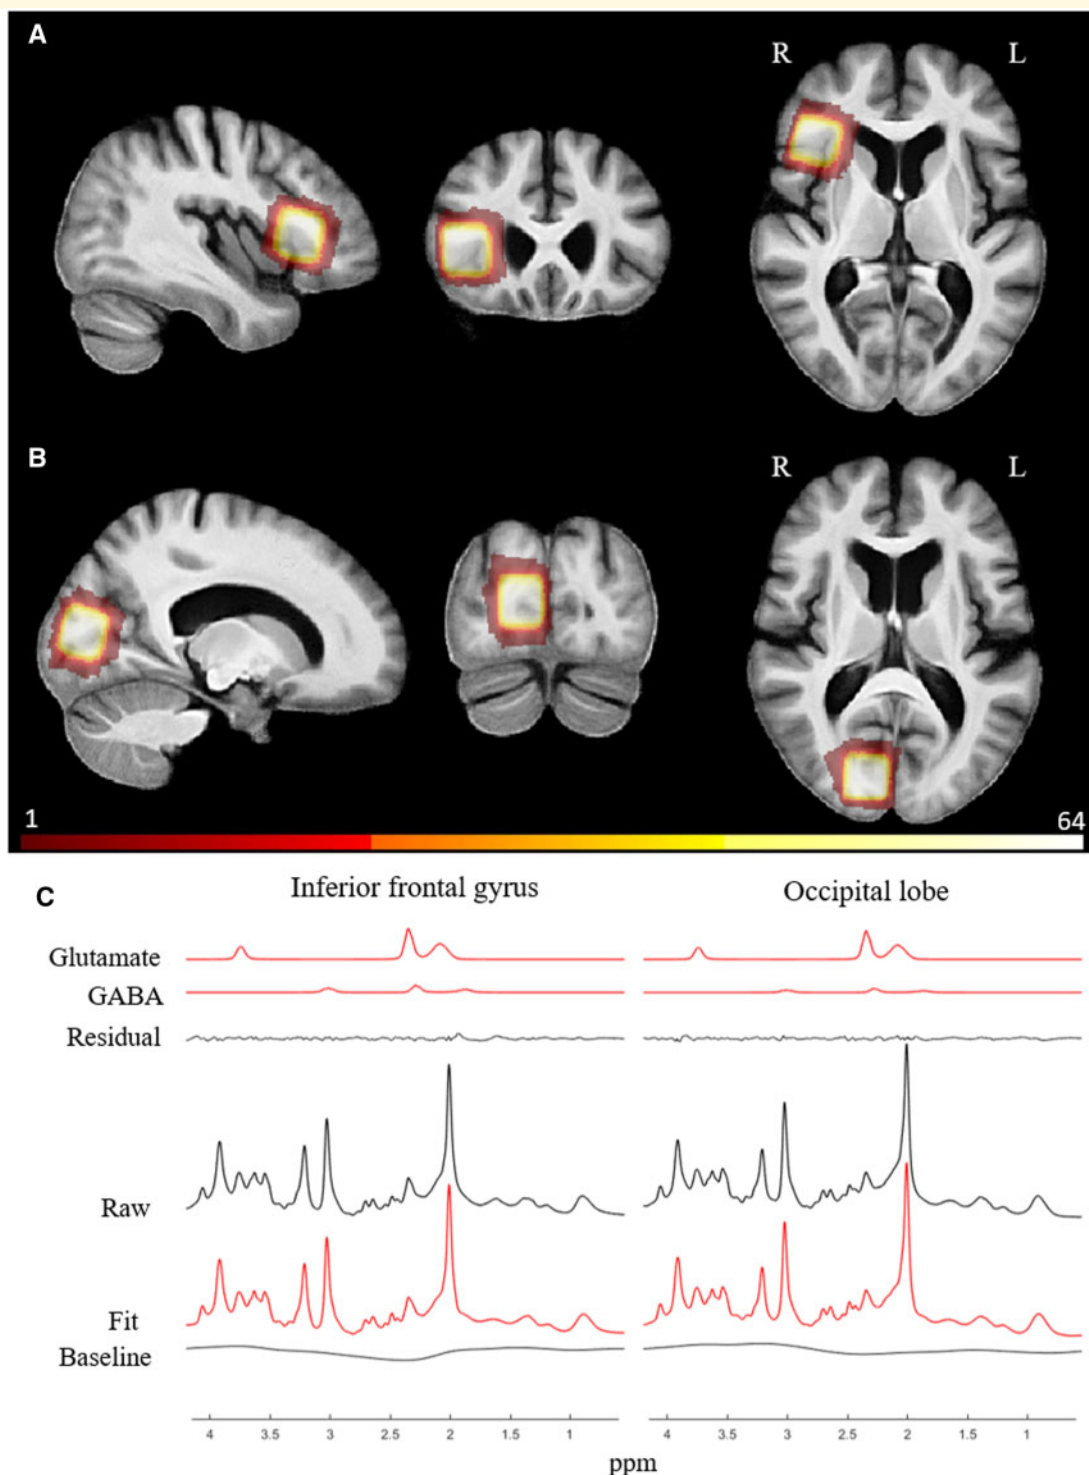 A
R L
B
R L
1 64
C
Inferior frontal gyrus Occipital lobe
Glutamate
GABA
Residual
Raw
Fit
Baseline
4 3.5 3 2.5 2 1.5 1 4 3.5 3 2.5 2 1.5 1
ppm